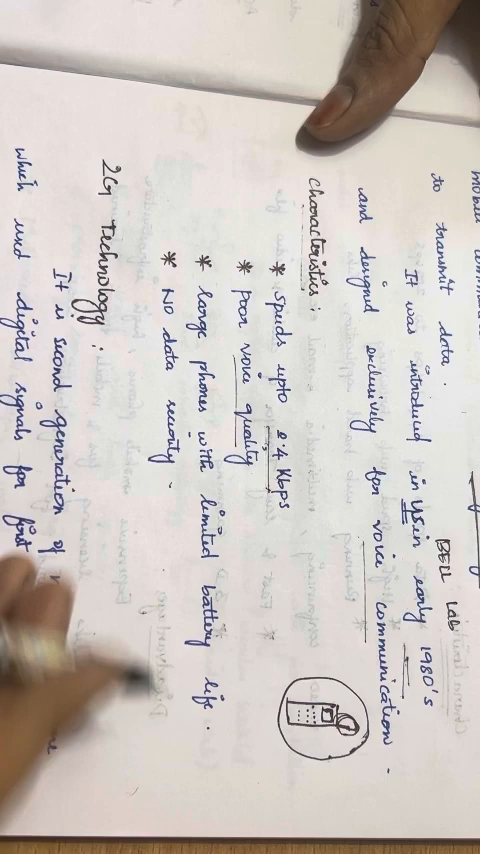 to transmit data.
BELL LAB
It was introduced in US in early 1980's
and designed exclusively for voice communication.
characteristics:
* speeds upto 2.4 Kbps
* poor voice quality
* large phones with limited battery life.
* NO data security.
2G Technology:
It is second generation of
which used digital signals for first